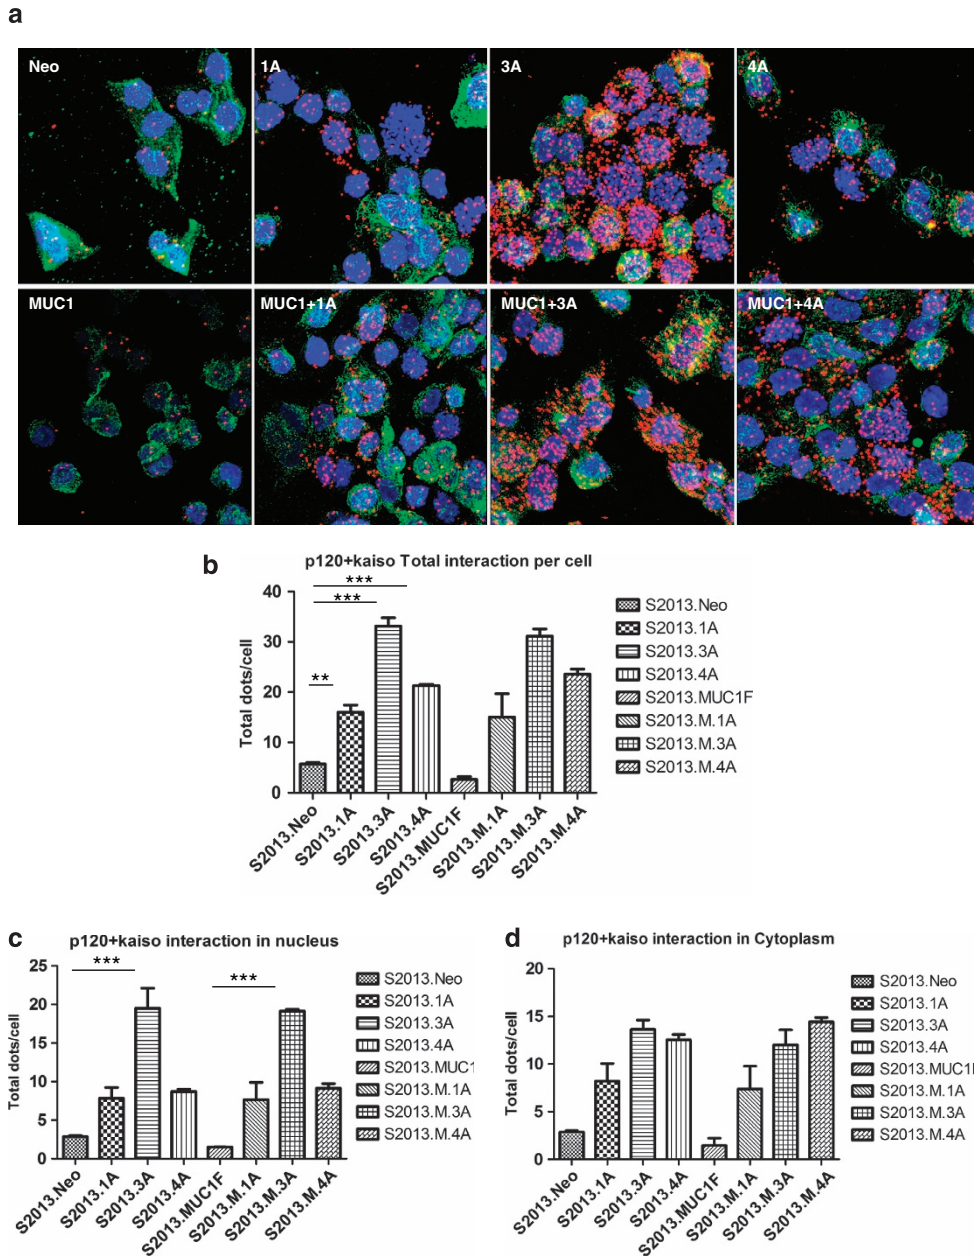 a
Neo
1A
3A
4A
MUC1
MUC1+1A
MUC1+3A
MUC1+4A
b
p120+kaiso Total interaction per cell
***
***
**
Total dots/cell
40
30
20
10
0
S2013.Neo
S2013.1A
S2013.3A
S2013.4A
S2013.MUC1F
S2013.M.1A
S2013.M.3A
S2013.M.4A
S2013.Neo
S2013.1A
S2013.3A
S2013.4A
S2013.MUC1F
S2013.M.1A
S2013.M.3A
S2013.M.4A
c
p120+kaiso interaction in nucleus
***
***
Total dots/cell
25
20
15
10
5
0
S2013.Neo
S2013.1A
S2013.3A
S2013.4A
S2013.MUC1F
S2013.M.1A
S2013.M.3A
S2013.M.4A
S2013.Neo
S2013.1A
S2013.3A
S2013.4A
S2013.MUC1
S2013.M.1A
S2013.M.3A
S2013.M.4A
d
p120+kaiso interaction in Cytoplasm
Total dots/cell
20
15
10
5
0
S2013.Neo
S2013.1A
S2013.3A
S2013.4A
S2013.MUC1F
S2013.M.1A
S2013.M.3A
S2013.M.4A
S2013.Neo
S2013.1A
S2013.3A
S2013.4A
S2013.MUC1F
S2013.M.1A
S2013.M.3A
S2013.M.4A